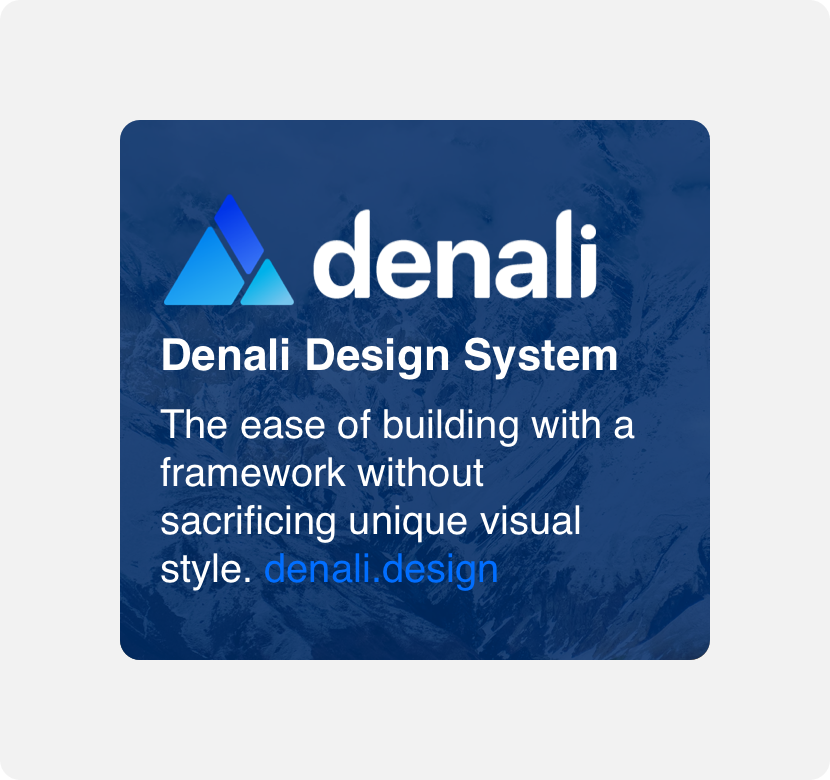 denali
Denali Design System
The ease of building with a
framework without
sacrificing unique visual
style. denali.design